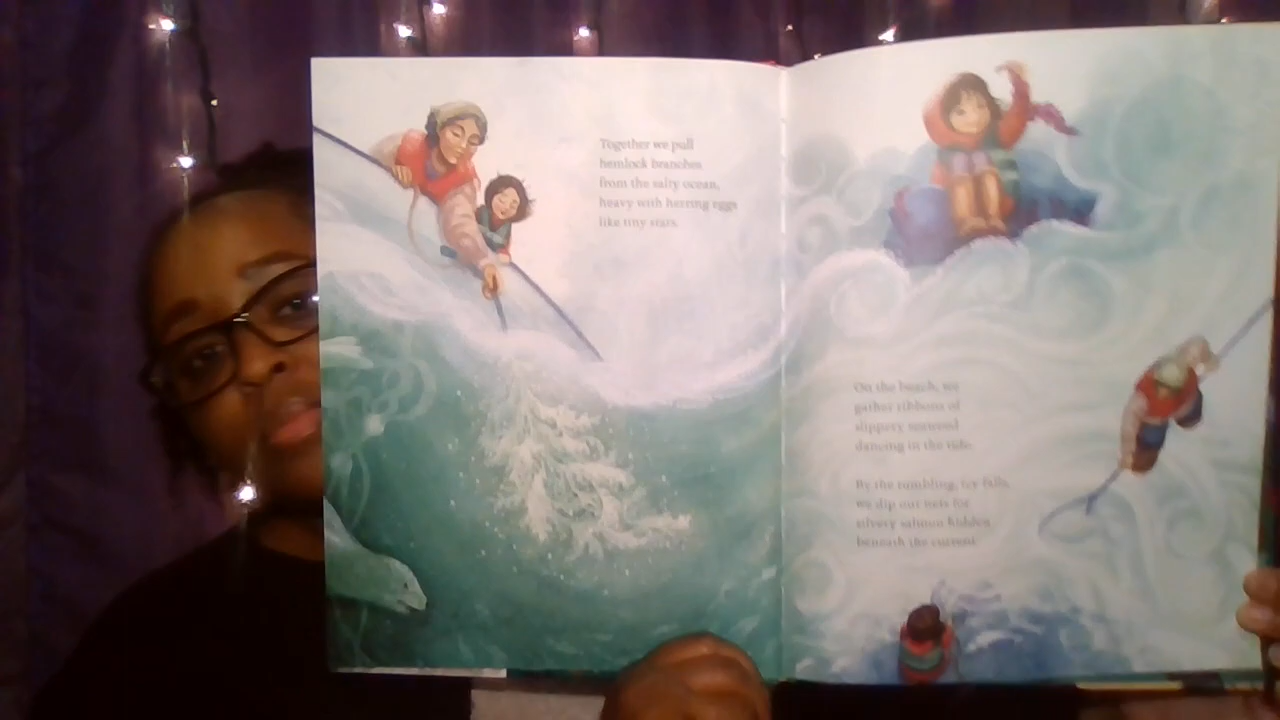 Together we pull
hemlock branches
from the salty ocean,
heavy with herring eggs
like tiny stars.
On the beach, we
gather ribbons of
slippery seaweed
dancing in the tide.
By the rumbling, icy falls,
we dip our nets for
silvery salmon hidden
beneath the current.